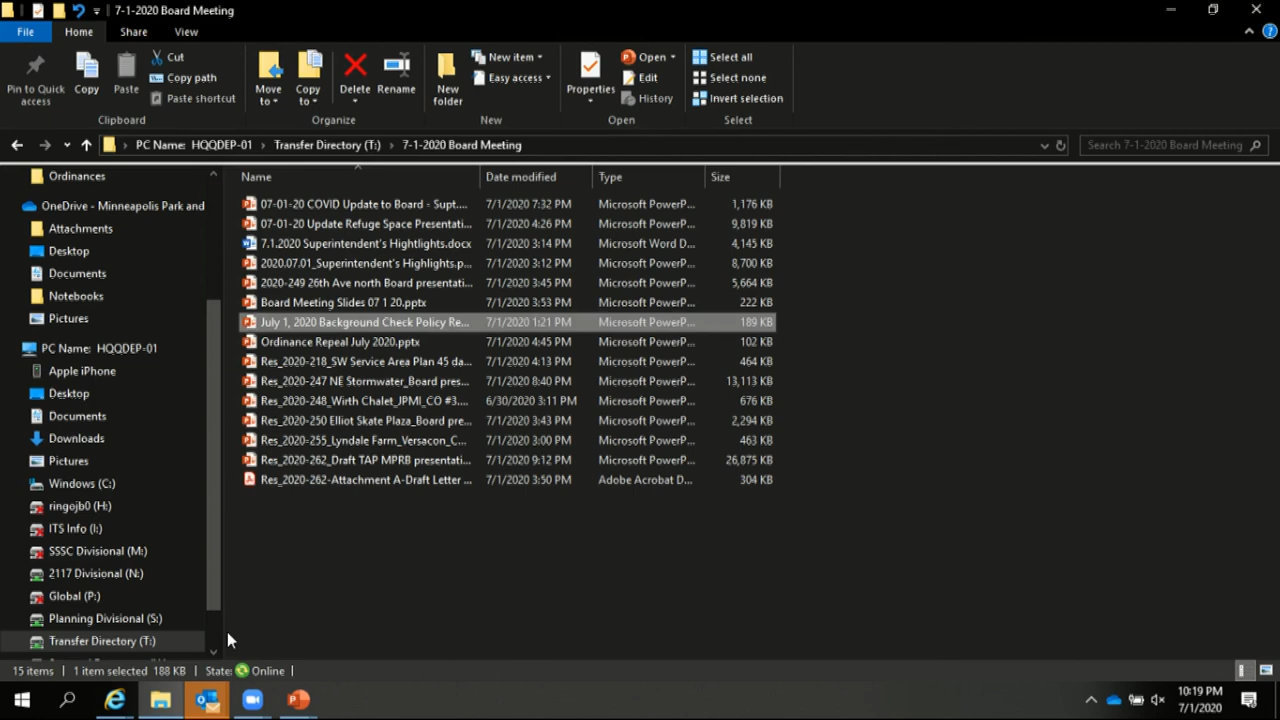 7-1-2020 Board Meeting
File Home Share View
Pin to Quick access
Copy
Paste
Cut
Copy path
Paste shortcut
Clipboard
Move to
Copy to
Delete
Rename
Organize
New folder
New item
Easy access
New
Properties
Open
Edit
History
Open
Select all
Select none
Invert selection
Select
PC Name: HQQDEP-01 Transfer Directory (T:) 7-1-2020 Board Meeting
Search 7-1-2020 Board Meeting
Ordinances
OneDrive - Minneapolis Park and
Attachments
Desktop
Documents
Notebooks
Pictures
PC Name: HQQDEP-01
Apple iPhone
Desktop
Documents
Downloads
Pictures
Windows (C:)
ringojb0 (H:)
ITS Info (I:)
SSSC Divisional (M:)
2117 Divisional (N:)
Global (P:)
Planning Divisional (S:)
Transfer Directory (T:)
Name Date modified Type Size
07-01-20 COVID Update to Board - Supt.... 7/1/2020 7:32 PM Microsoft PowerP... 1,176 KB
07-01-20 Update Refuge Space Presentati... 7/1/2020 4:26 PM Microsoft PowerP... 9,819 KB
7.1.2020 Superintendent's Hightlights.docx 7/1/2020 3:14 PM Microsoft Word D... 4,145 KB
2020.07.01_Superintendent's Highlights.p... 7/1/2020 3:12 PM Microsoft PowerP... 8,700 KB
2020-249 26th Ave north Board presentati... 7/1/2020 3:45 PM Microsoft PowerP... 5,664 KB
Board Meeting Slides 07 1 20.pptx 7/1/2020 3:53 PM Microsoft PowerP... 222 KB
July 1, 2020 Background Check Policy Re... 7/1/2020 1:21 PM Microsoft PowerP... 189 KB
Ordinance Repeal July 2020.pptx 7/1/2020 4:45 PM Microsoft PowerP... 102 KB
Res_2020-218_SW Service Area Plan 45 da... 7/1/2020 4:13 PM Microsoft PowerP... 464 KB
Res_2020-247 NE Stormwater_Board pres... 7/1/2020 8:40 PM Microsoft PowerP... 13,113 KB
Res_2020-248_Wirth Chalet_JPMI_CO #3.... 6/30/2020 3:11 PM Microsoft PowerP... 676 KB
Res_2020-250 Elliot Skate Plaza_Board pre... 7/1/2020 3:43 PM Microsoft PowerP... 2,294 KB
Res_2020-255_Lyndale Farm_Versacon_C... 7/1/2020 3:00 PM Microsoft PowerP... 463 KB
Res_2020-262_Draft TAP MPRB presentati... 7/1/2020 9:12 PM Microsoft PowerP... 26,875 KB
Res_2020-262-Attachment A-Draft Letter ... 7/1/2020 3:50 PM Adobe Acrobat D... 304 KB
15 items 1 item selected 188 KB State: Online
10:19 PM
7/1/2020